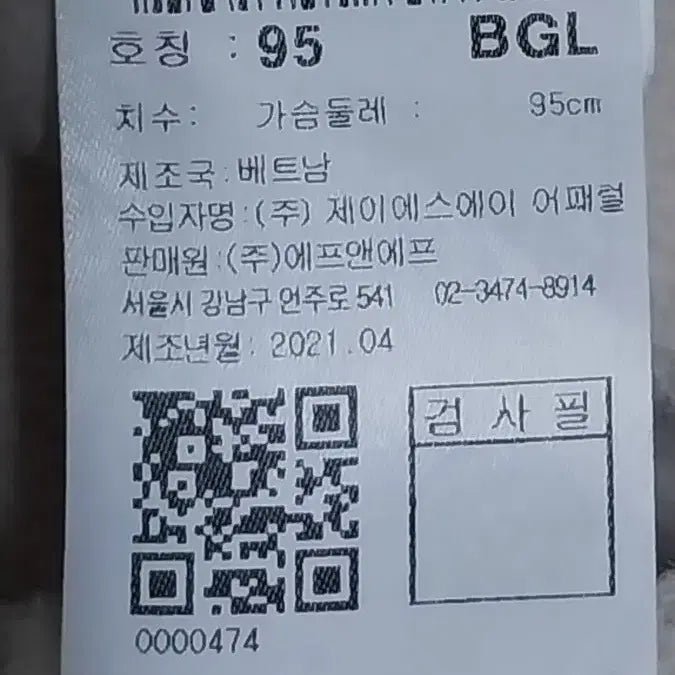 호칭 : 95 BGL
치수: 가슴둘레 : 95cm
제조국:베트남
수입자명:(주) 제이에스에이 어패럴
판매원:(주)에프앤에프
서울시 강남구 언주로541 02-3474-8914
제조년월: 2021.04
검 사 필
0000474